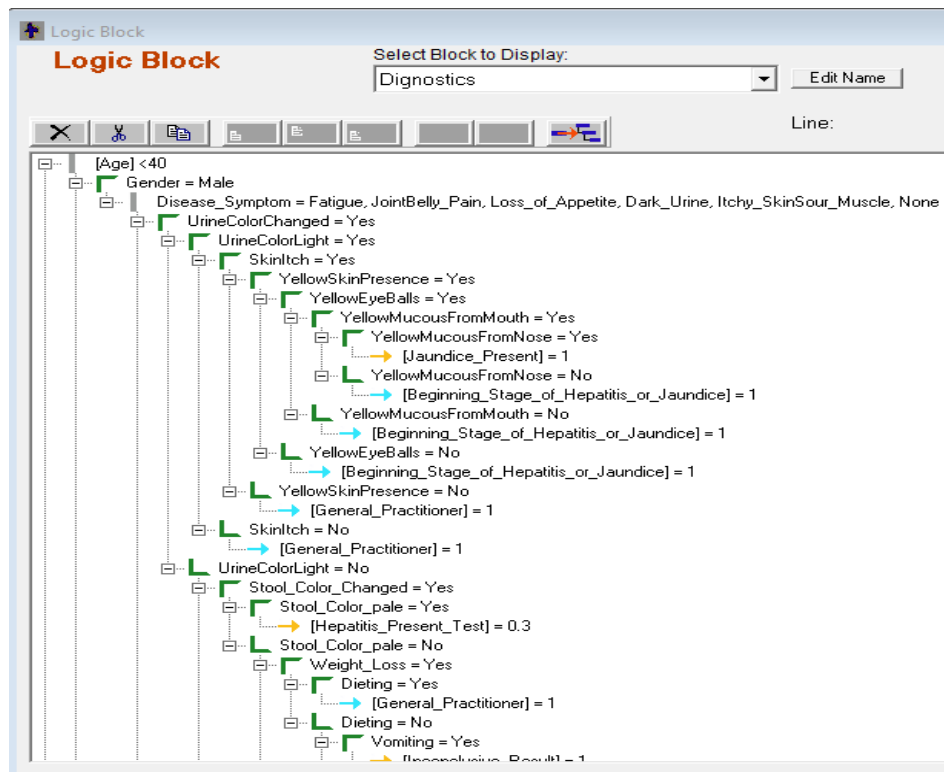 Logic Block
Logic Block
Select Block to Display:
Dignostics
Edit Name
Line:
[Age] <40
Gender = Male
Disease_Symptom = Fatigue, JointBelly_Pain, Loss_of_Appetite, Dark_Urine, Itchy_SkinSour_Muscle, None
UrineColorChanged = Yes
UrineColorLight = Yes
SkinItch = Yes
YellowSkinPresence = Yes
YellowEyeBalls = Yes
YellowMucousFromMouth = Yes
YellowMucousFromNose = Yes
[Jaundice_Present] = 1
YellowMucousFromNose = No
[Beginning_Stage_of_Hepatitis_or_Jaundice] = 1
YellowMucousFromMouth = No
[Beginning_Stage_of_Hepatitis_or_Jaundice] = 1
YellowEyeBalls = No
[Beginning_Stage_of_Hepatitis_or_Jaundice] = 1
YellowSkinPresence = No
[General_Practitioner] = 1
SkinItch = No
[General_Practitioner] = 1
UrineColorLight = No
Stool_Color_Changed = Yes
Stool_Color_pale = Yes
[Hepatitis_Present_Test] = 0.3
Stool_Color_pale = No
Weight_Loss = Yes
Dieting = Yes
[General_Practitioner] = 1
Dieting = No
Vomiting = Yes
[Inconclusive_Result] = 1